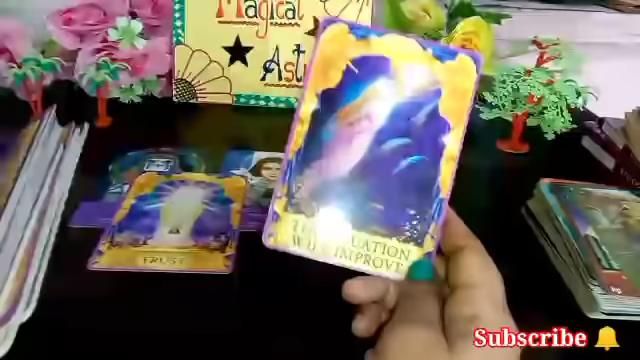 Magical
Ast
THE SITUATION
WILL IMPROVE
TRUST
Subscribe